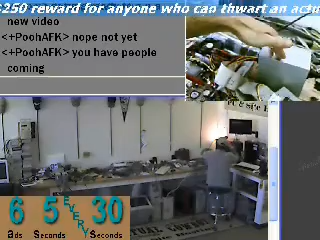 250 reward for anyone who can thwart an actu
new video
<+PoohAFK> nope not yet
<+PoohAFK> you have people
coming
6 5 EVERY 30
ads Seconds Seconds